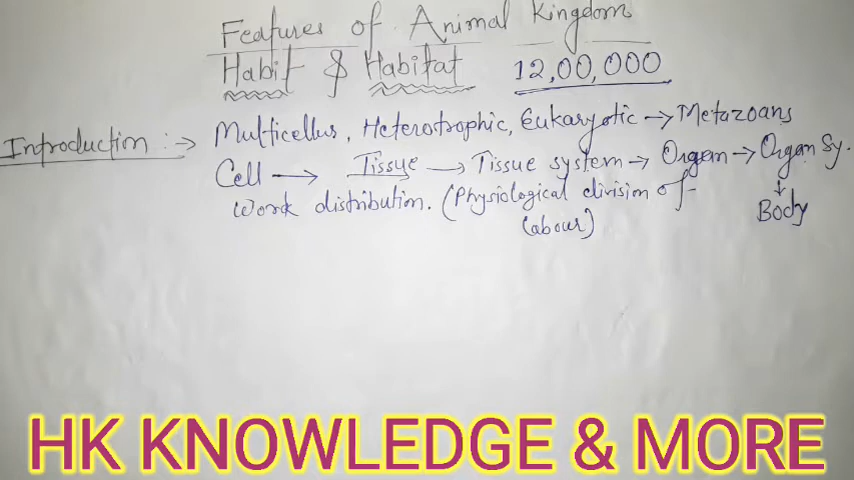 Features of Animal Kingdom
Habit & Habitat 12,00,000
Introduction :-> Multicellus, Heterotrophic, Eukaryotic → Metazoans
Cell → Tissye → Tissue system → Organ → Organ Sy.
↓
Work distribution. (Physiological division of Body
labour)
HK KNOWLEDGE & MORE